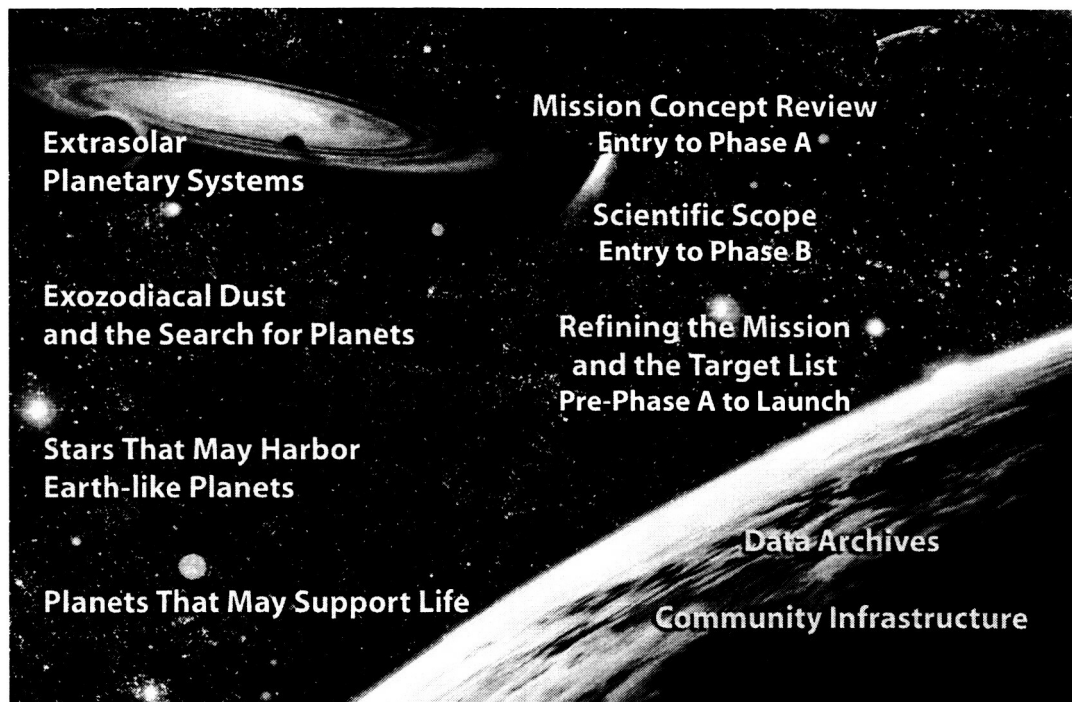 Extrasolar
Planetary Systems
Exozodiacal Dust
and the Search for Planets
Stars That May Harbor
Earth-like Planets
Planets That May Support Life
Mission Concept Review
Entry to Phase A
Scientific Scope
Entry to Phase B
Refining the Mission
and the Target List
Pre-Phase A to Launch
Data Archives
Community Infrastructure